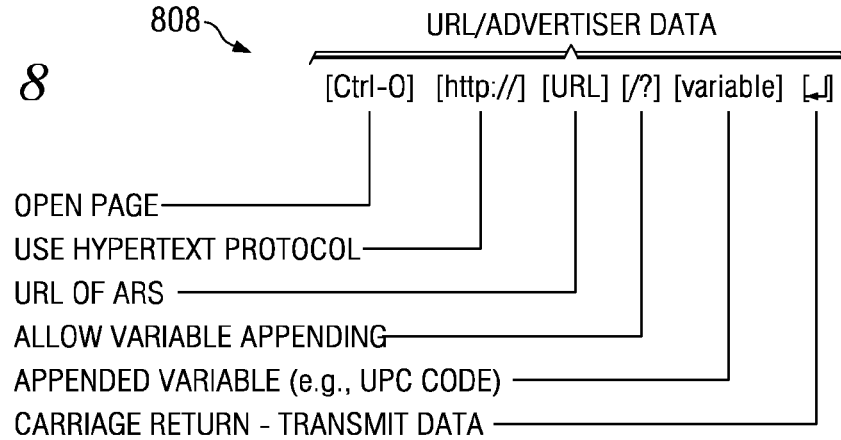 808
URL/ADVERTISER DATA
8
[Ctrl-O] [http://] [URL] [/?] [variable] [↵]
OPEN PAGE
USE HYPERTEXT PROTOCOL
URL OF ARS
ALLOW VARIABLE APPENDING
APPENDED VARIABLE (e.g., UPC CODE)
CARRIAGE RETURN - TRANSMIT DATA